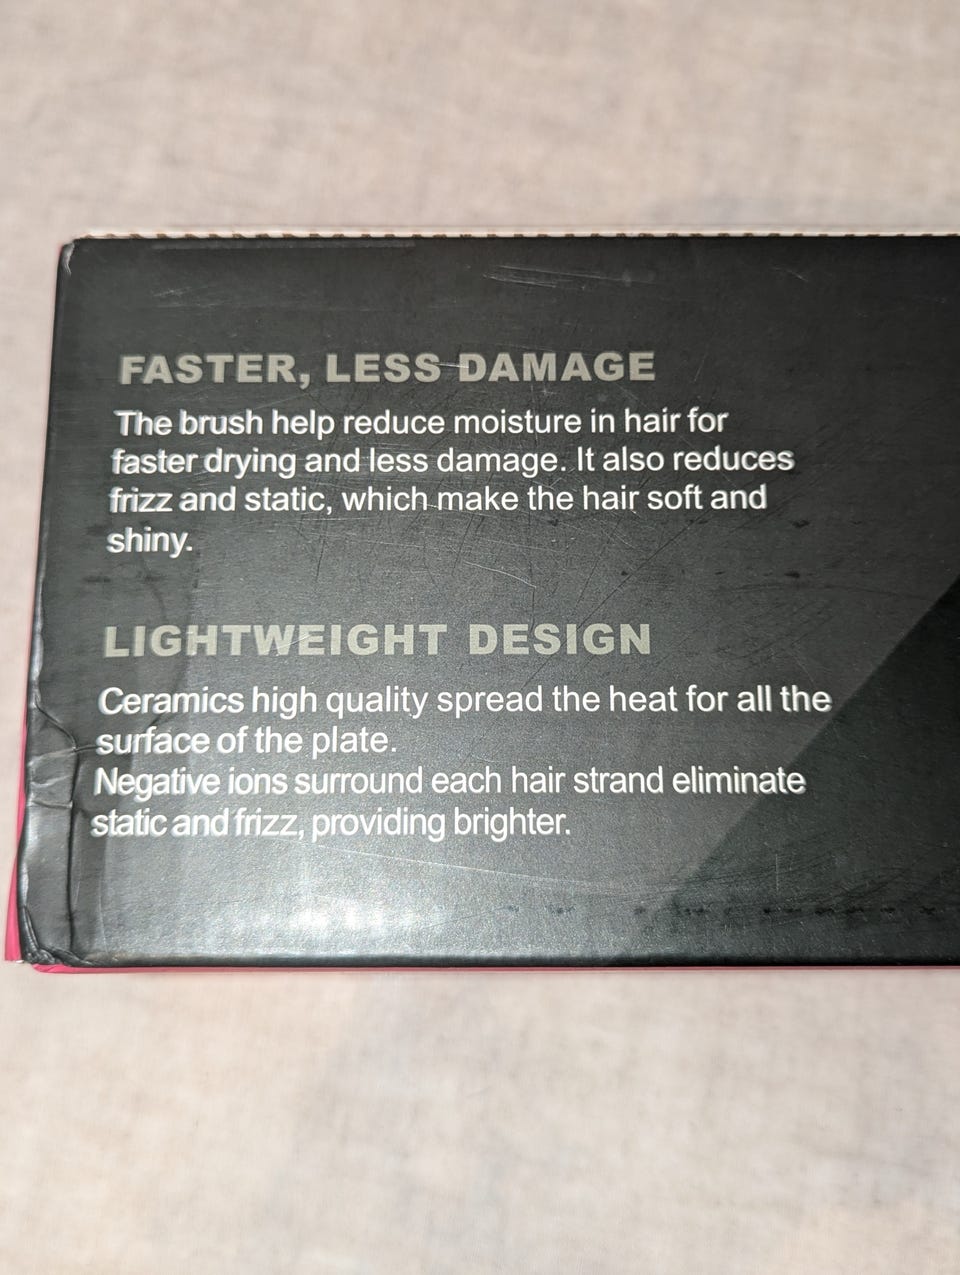 FASTER, LESS DAMAGE
The brush help reduce moisture in hair for
faster drying and less damage. It also reduces
frizz and static, which make the hair soft and
shiny.
LIGHTWEIGHT DESIGN
Ceramics high quality spread the heat for all the
surface of the plate.
Negative ions surround each hair strand eliminate
static and frizz, providing brighter.